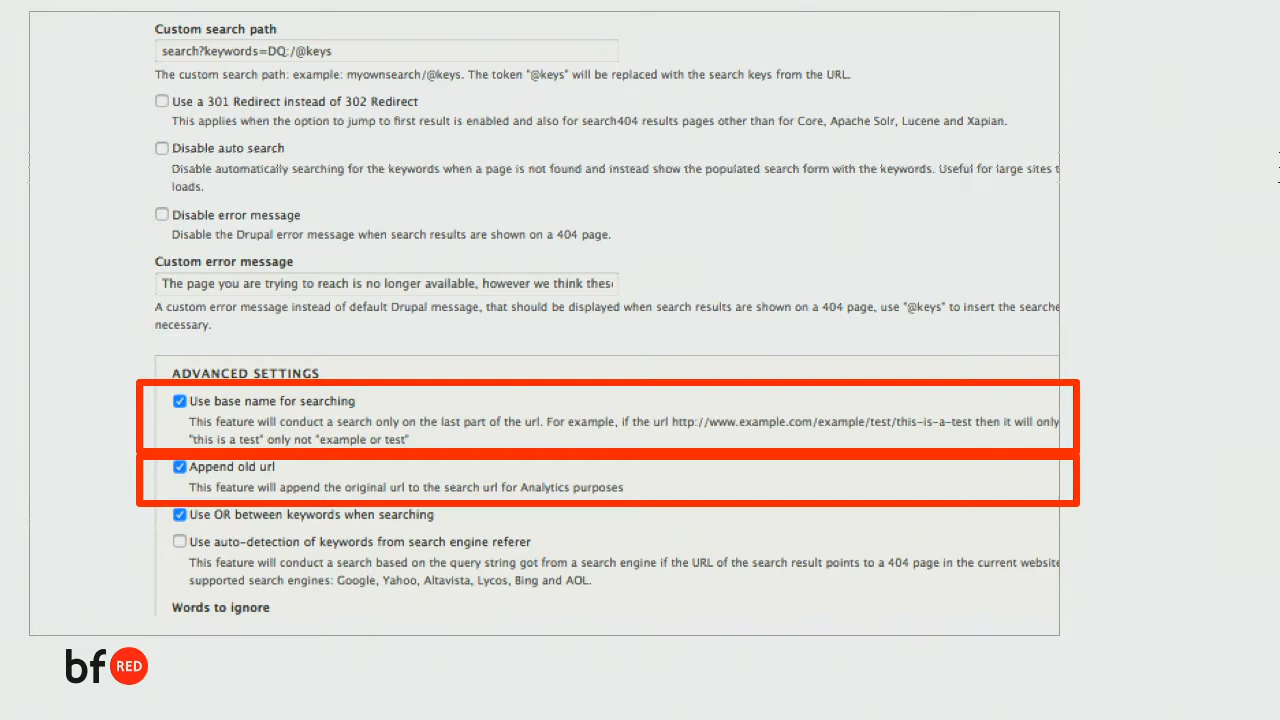 Custom search path
search?keywords=DQ:/@keys
The custom search path: example: myownsearch/@keys. The token "@keys" will be replaced with the search keys from the URL.
Use a 301 Redirect instead of 302 Redirect
This applies when the option to jump to first result is enabled and also for search404 results pages other than for Core, Apache Solr, Lucene and Xapian.
Disable auto search
Disable automatically searching for the keywords when a page is not found and instead show the populated search form with the keywords. Useful for large sites t
loads.
Disable error message
Disable the Drupal error message when search results are shown on a 404 page.
Custom error message
The page you are trying to reach is no longer available, however we think thes
A custom error message instead of default Drupal message, that should be displayed when search results are shown on a 404 page, use "@keys" to insert the searche
necessary.
ADVANCED SETTINGS
Use base name for searching
This feature will conduct a search only on the last part of the url. For example, if the url http://www.example.com/example/test/this-is-a-test then it will only
"this is a test" only not "example or test"
Append old url
This feature will append the original url to the search url for Analytics purposes
Use OR between keywords when searching
Use auto-detection of keywords from search engine referer
This feature will conduct a search based on the query string got from a search engine if the URL of the search result points to a 404 page in the current website
supported search engines: Google, Yahoo, Altavista, Lycos, Bing and AOL.
Words to ignore
bf RED